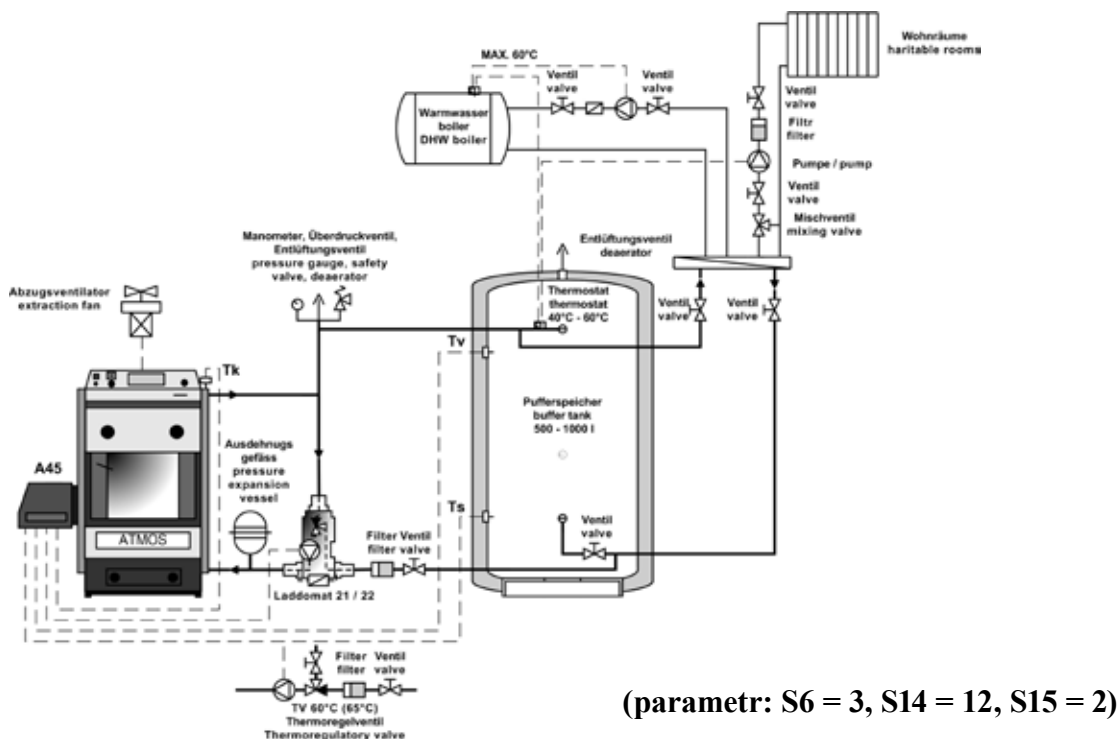 Wohnräume
haritable rooms
MAX. 60°C
Ventil
valve
Ventil
valve
Warmwasser
boiler
DHW boiler
Ventil
valve
Filtr
filter
Pumpe / pump
Ventil
valve
Mischventil
mixing valve
Manometer, Überdruckventil,
Entlüftungsventil
pressure gauge, safety
valve, deaerator
Entlüftungsventil
deaerator
Abzugsventilator
extraction fan
Thermostat
thermostat
40°C - 60°C
Ventil
valve
Ventil
valve
Tv
Tk
Pufferspeicher
buffer tank
500 - 1000 l
Ausdehnugs
gefäss
pressure
expansion
vessel
A45
Ts
ATMOS
Filter Ventil
filter valve
Ventil
valve
Laddomat 21 / 22
Filter Ventil
filter valve
TV 60°C (65°C)
Thermoregelventil
Thermoregulatory valve
(parametr: S6 = 3, S14 = 12, S15 = 2)